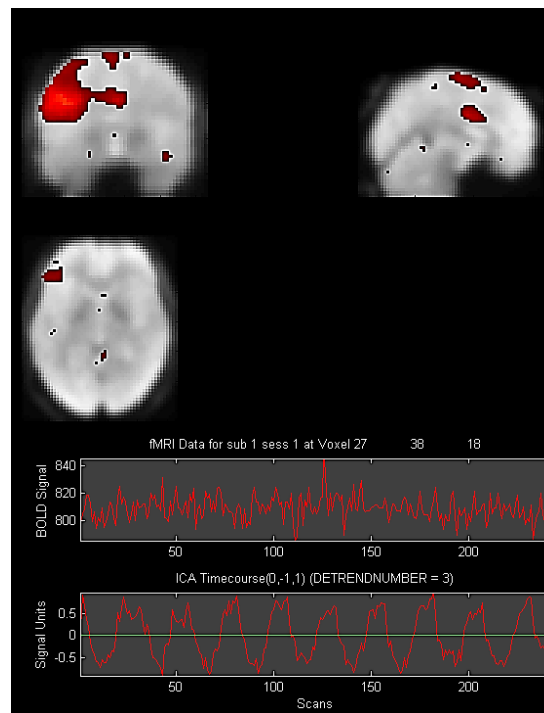 fMRI Data for sub 1 sess 1 at Voxel 27 38 18
BOLD Signal
840
820
800
50
100
150
200
ICA Timecourse(0,-1,1) (DETRENDNUMBER = 3)
Signal Units
0.5
0
-0.5
50
100
150
200
Scans